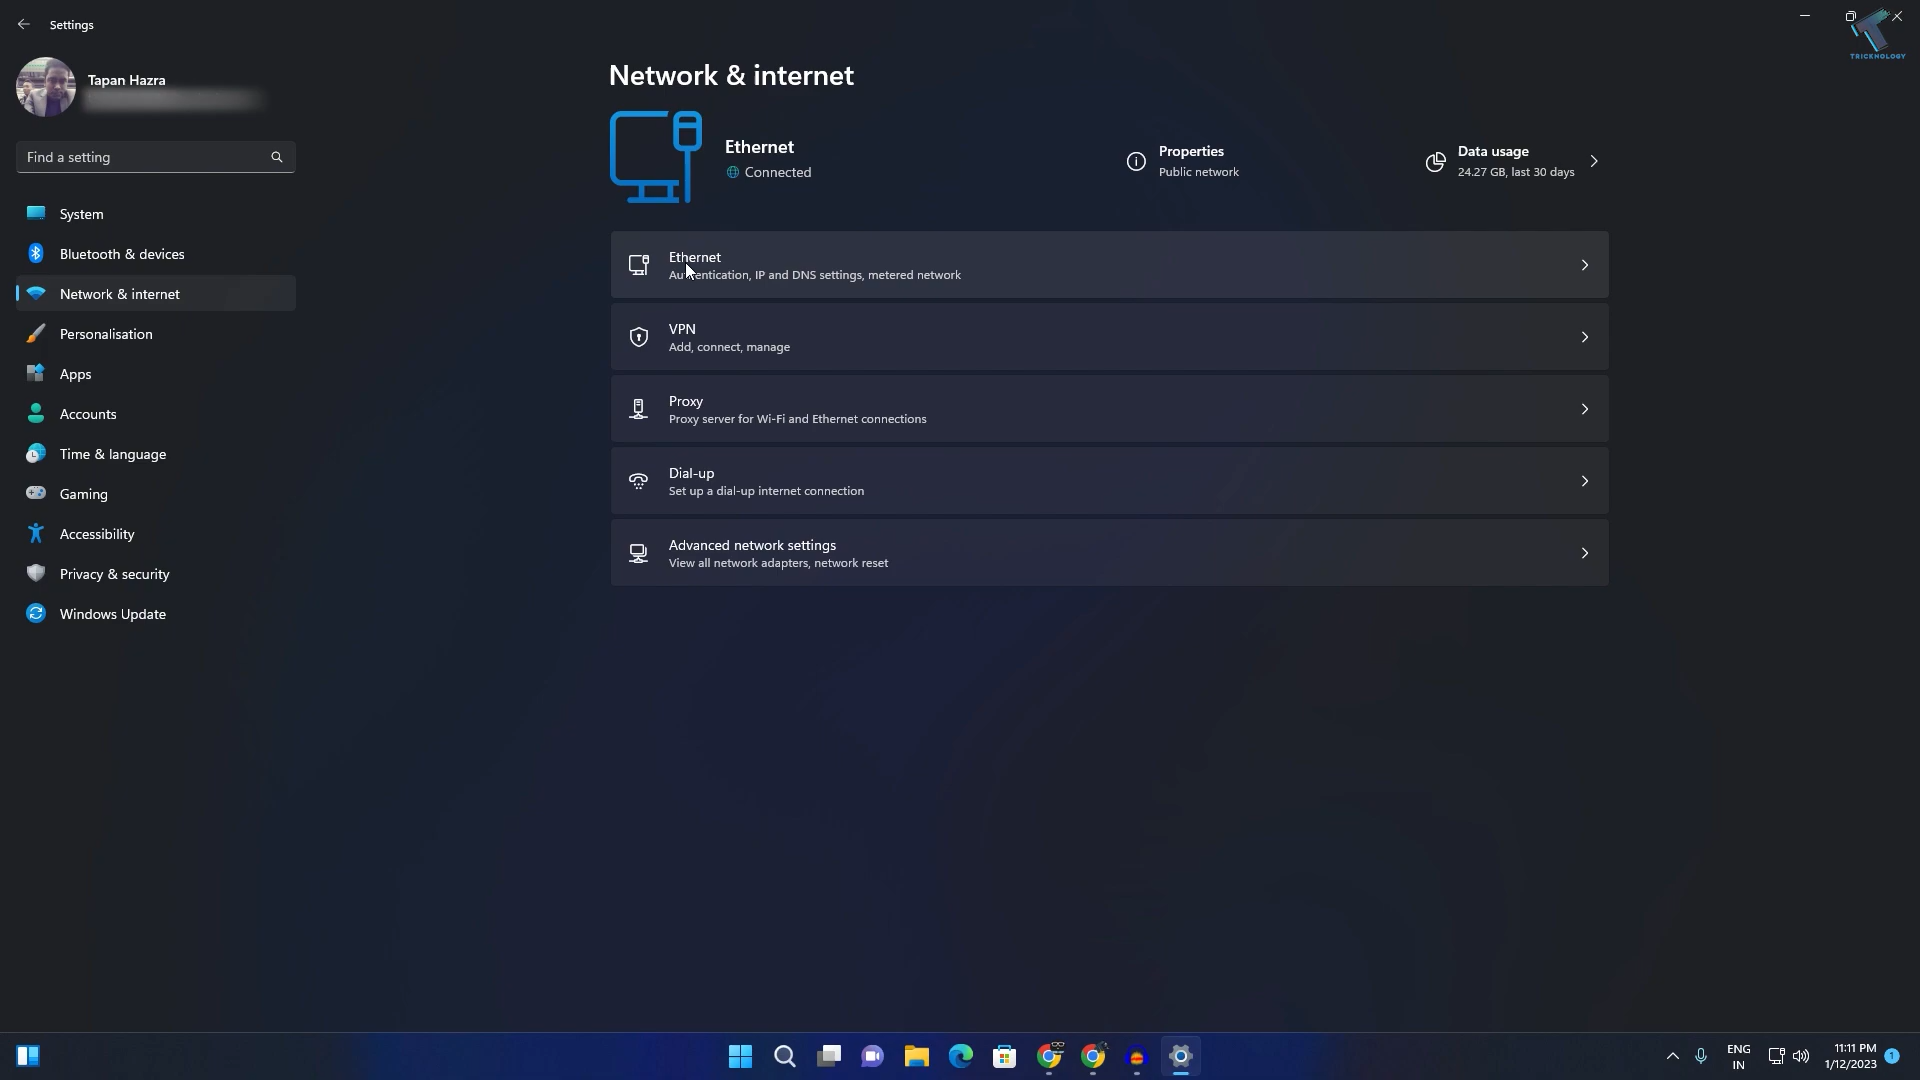 Settings
TRICKNOLOGY
Tapan Hazra
Find a setting
System
Bluetooth & devices
Network & internet
Personalisation
Apps
Accounts
Time & language
Gaming
Accessibility
Privacy & security
Windows Update
Network & internet
Ethernet
Connected
Properties
Public network
Data usage
24.27 GB, last 30 days
Ethernet
Authentication, IP and DNS settings, metered network
VPN
Add, connect, manage
Proxy
Proxy server for Wi-Fi and Ethernet connections
Dial-up
Set up a dial-up internet connection
Advanced network settings
View all network adapters, network reset
ENG
IN
11:11 PM
1/12/2023
1